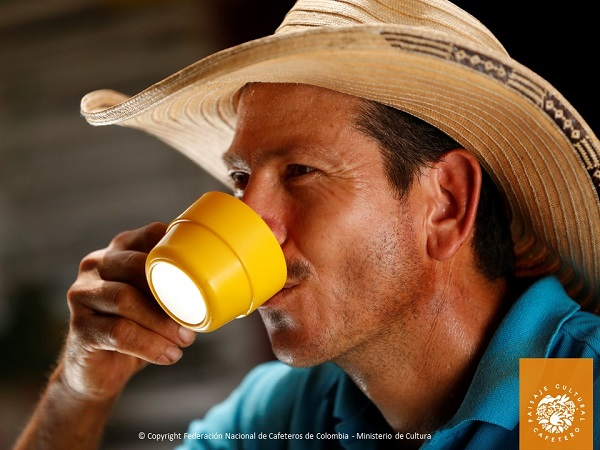 PAISAJE CULTURAL
CAFETERO
© Copyright Federación Nacional de Cafeteros de Colombia - Ministerio de Cultura